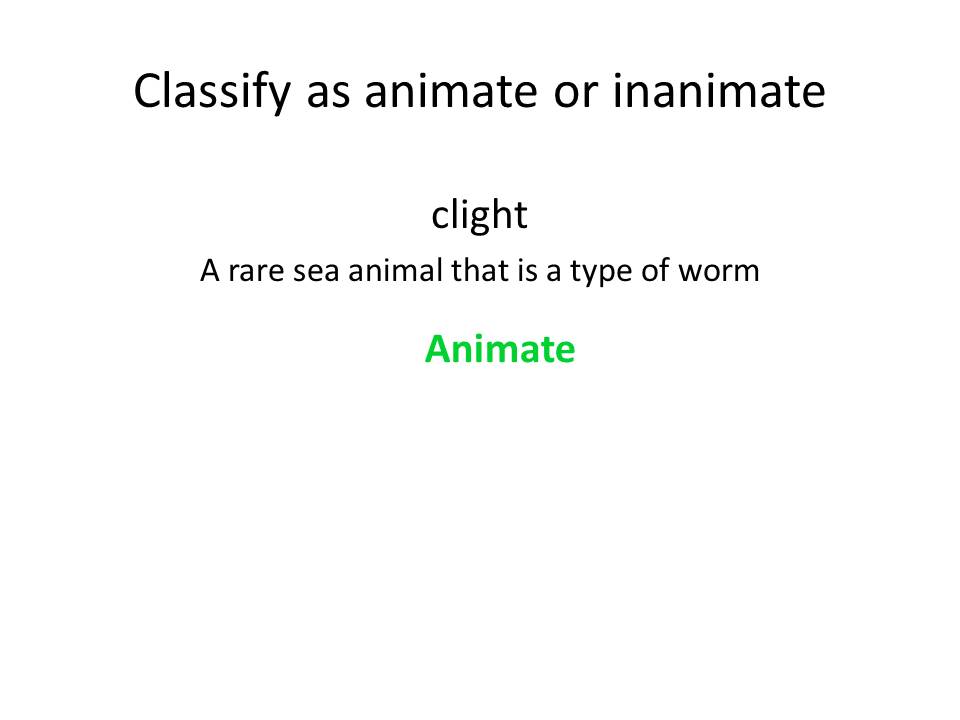 Classify as animate or inanimate
clight
A rare sea animal that is a type of worm
Animate